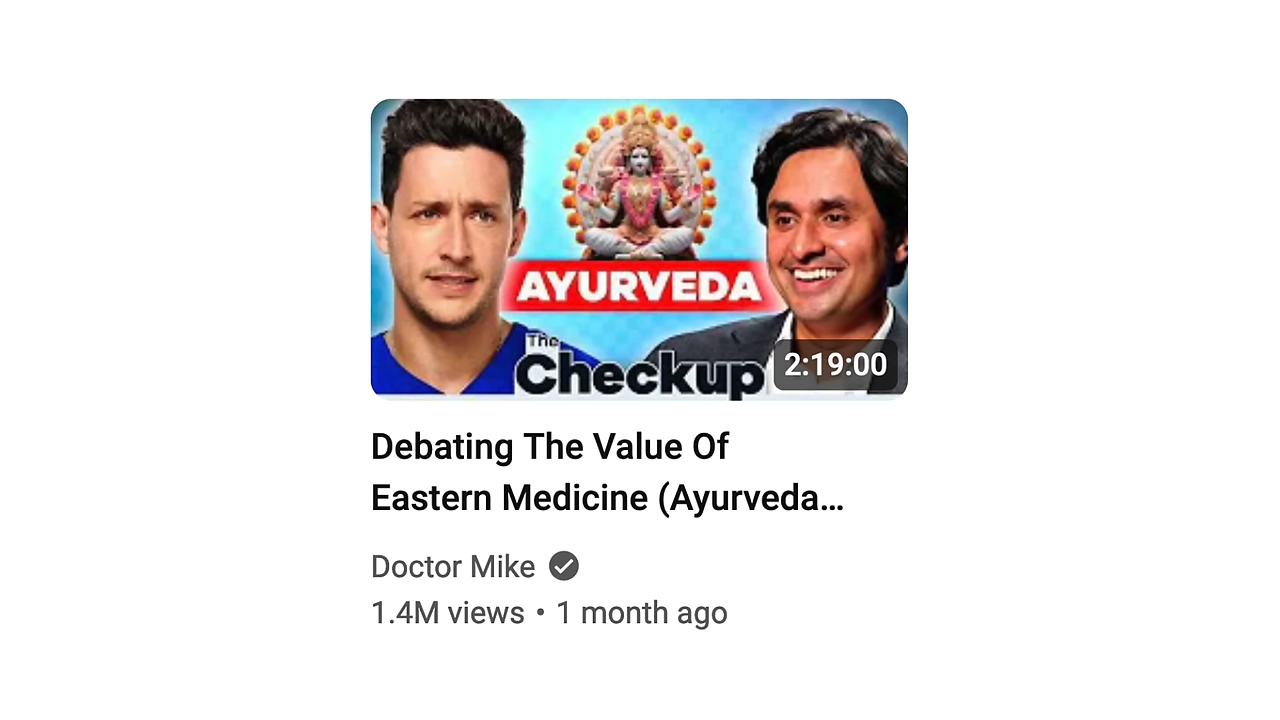 AYURVEDA
The
Checkup
2:19:00
Debating The Value Of
Eastern Medicine (Ayurveda…
Doctor Mike
1.4M views • 1 month ago